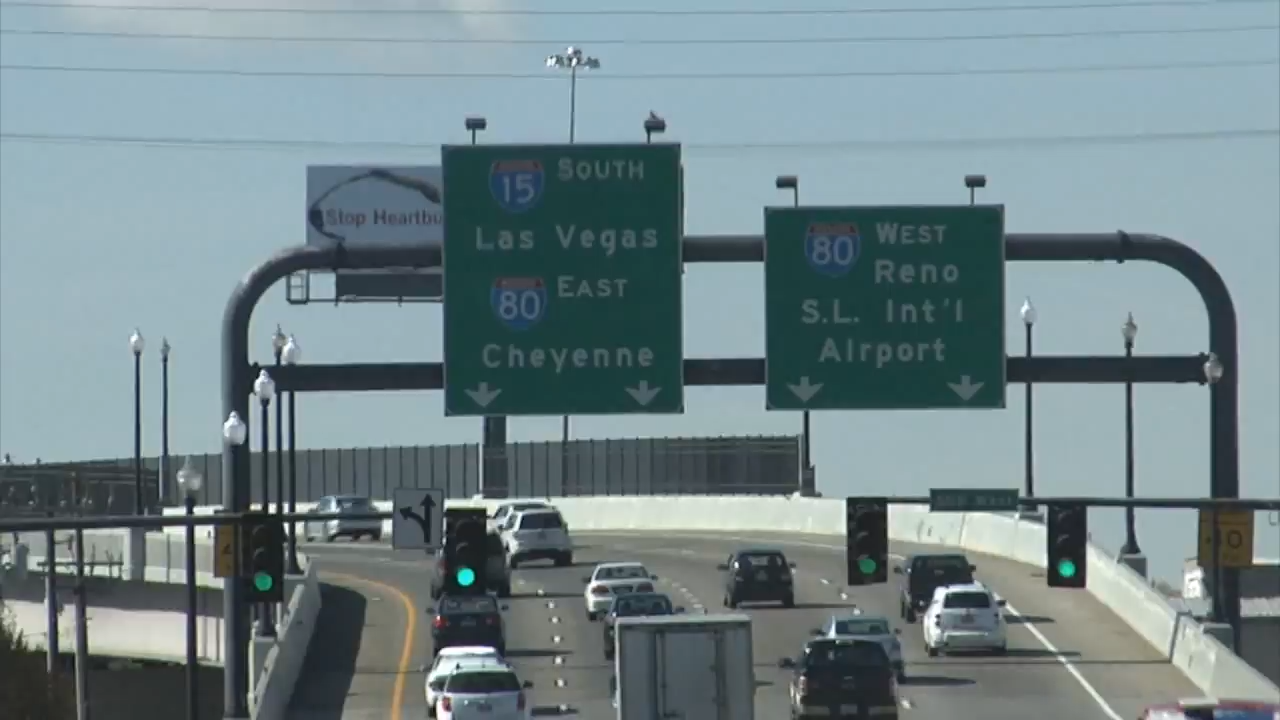 Stop Heartbu
15 SOUTH
Las Vegas
80 EAST
Cheyenne
80 WEST
Reno
S.L. Int'l
Airport